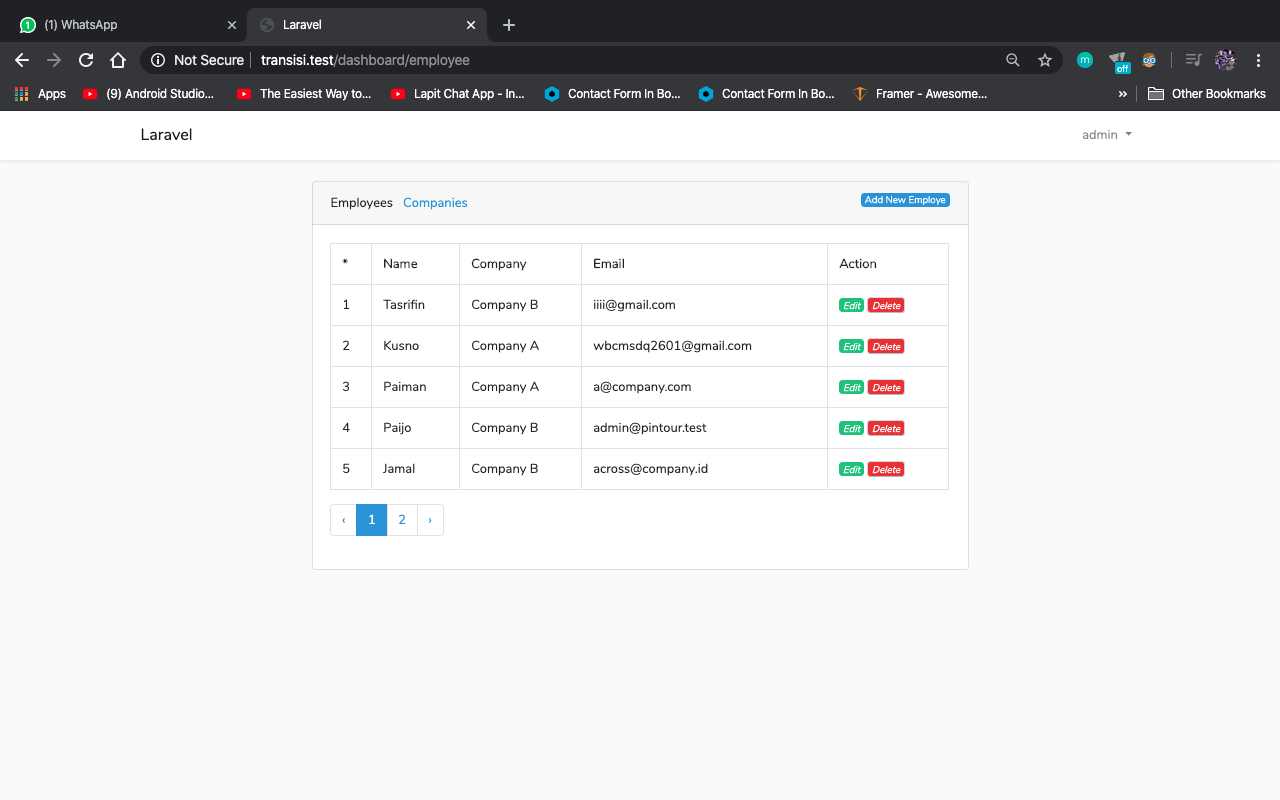 (1) WhatsApp
Laravel
Not Secure transisi.test/dashboard/employee
m
off
Apps (9) Android Studio... The Easiest Way to... Lapit Chat App - In... Contact Form In Bo... Contact Form In Bo... Framer - Awesome... » Other Bookmarks
Laravel admin
Employees Companies Add New Employe
* Name Company Email Action
1 Tasrifin Company B iiii@gmail.com Edit Delete
2 Kusno Company A wbcmsdq2601@gmail.com Edit Delete
3 Paiman Company A a@company.com Edit Delete
4 Paijo Company B admin@pintour.test Edit Delete
5 Jamal Company B across@company.id Edit Delete
‹ 1 2 ›